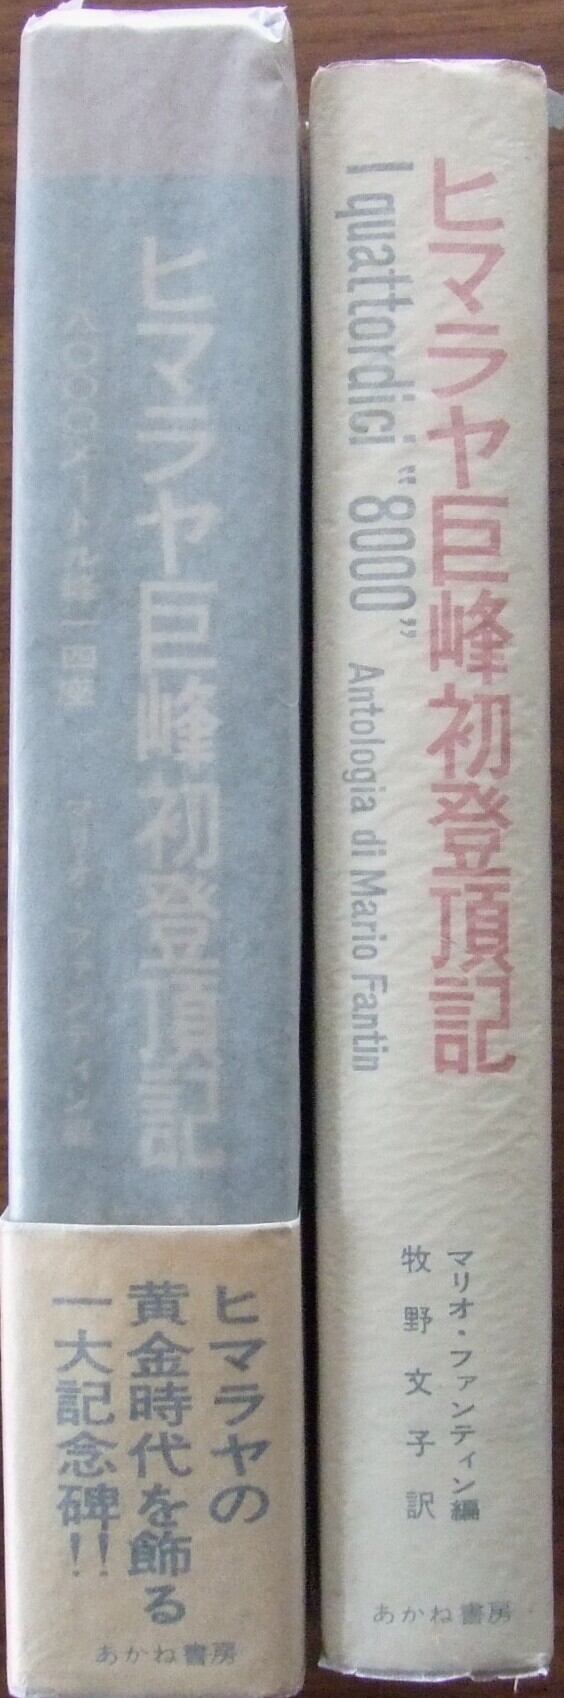 ヒマラヤ巨峰初登頂記
八〇〇〇メートル峰一四座
マリオ・ファンティン編
ヒマラヤの
黄金時代を飾る
一大記念碑!!
あかね書房
ヒマラヤ巨峰初登頂記
I quattordici “8000”
Antologia di Mario Fantin
マリオ・ファンティン編
牧野文子訳
あかね書房